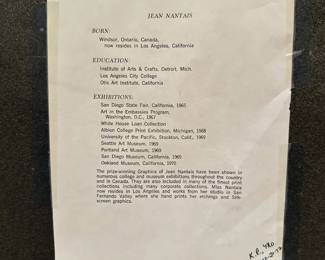 JEAN NANTAIS
BORN:
Windsor, Ontario, Canada,
now resides in Los Angeles, California
EDUCATION:
Institute of Arts & Crafts, Detroit, Mich.
Los Angeles City College
Otis Art Institute, California
EXHIBITIONS:
San Diego State Fair, California, 1965
Art in the Embassies Program,
Washington, D.C., 1967
White House Loan Collection
Albion College Print Exhibition, Michigan, 1968
University of the Pacific, Stockton, Calif., 1969
Seattle Art Museum, 1969
Portland Art Museum, 1969
San Diego Museum, California, 1969
Oakland Museum, California, 1970
The prize-winning Graphics of Jean Nantais have been shown in
numerous college and museum exhibitions throughout the country
and in Canada. They are also included in many of the finest print
collections including many corporate collections. Miss Nantais
now resides in Los Angeles and works from her studio in San
Fernando Valley where she hand prints her etchings and Silk-
screen graphics.